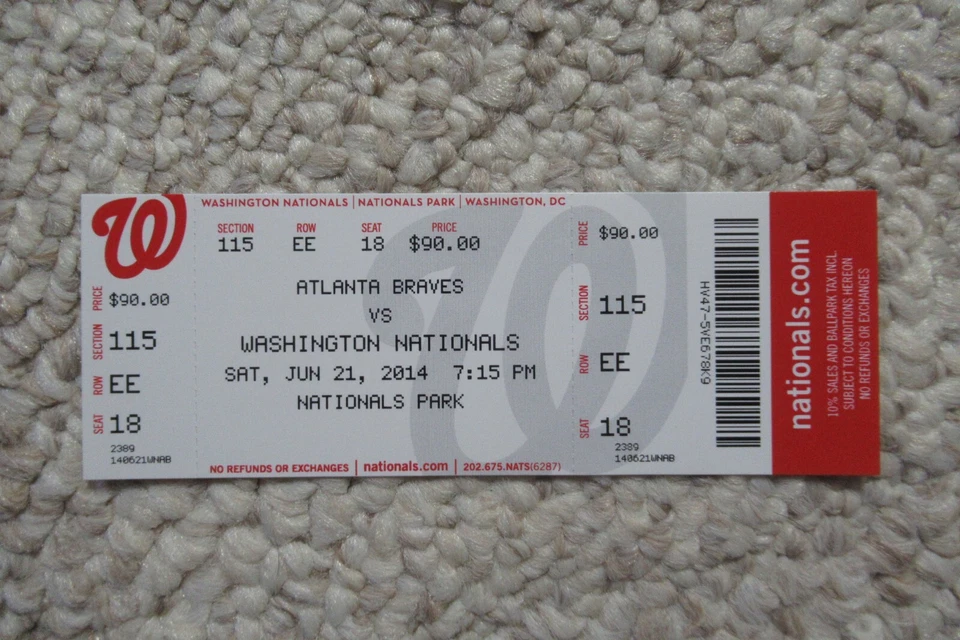 W
PRICE $90.00
SECTION 115
ROW EE
SEAT 18
2389
140621WNAB
WASHINGTON NATIONALS | NATIONALS PARK | WASHINGTON, DC
SECTION ROW SEAT PRICE
115 EE 18 $90.00
ATLANTA BRAVES
VS
WASHINGTON NATIONALS
SAT, JUN 21, 2014 7:15 PM
NATIONALS PARK
NO REFUNDS OR EXCHANGES | nationals.com | 202.675.NATS(6287)
PRICE $90.00
SECTION 115
ROW EE
SEAT 18
2389
140621WNAB
HV47-5VE678K9
nationals.com
10% SALES AND BALLPARK TAX INCL.
SUBJECT TO CONDITIONS HEREON
NO REFUNDS OR EXCHANGES